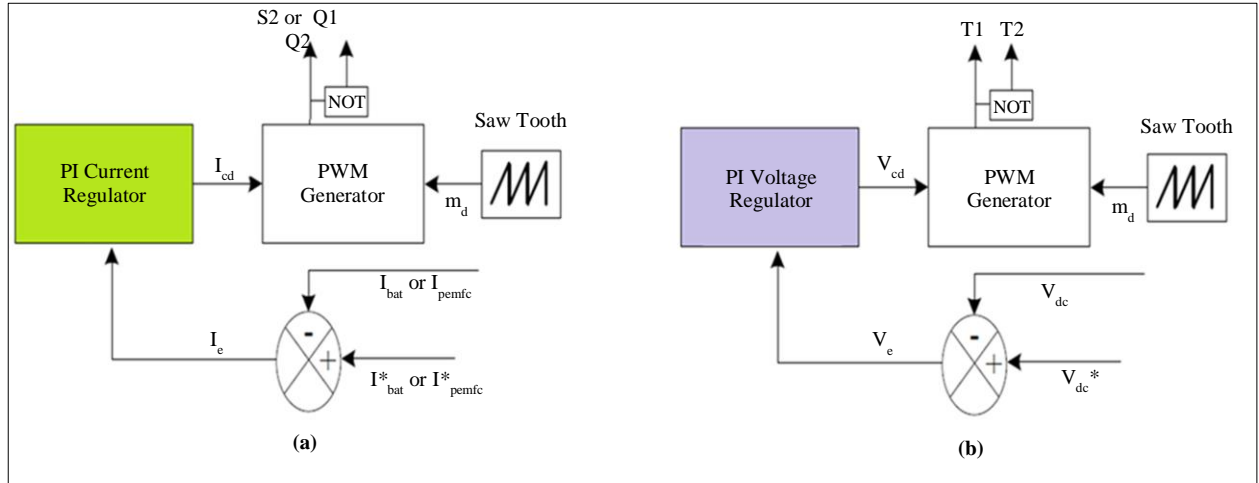 S2 or Q1
Q2
NOT
Saw Tooth
PI Current
Regulator
I_cd
PWM
Generator
m_d
I_bat or I_pemfc
-
I_e
+
I*_bat or I*_pemfc
(a)
T1 T2
NOT
Saw Tooth
PI Voltage
Regulator
V_cd
PWM
Generator
m_d
V_dc
-
V_e
+
V_dc*
(b)